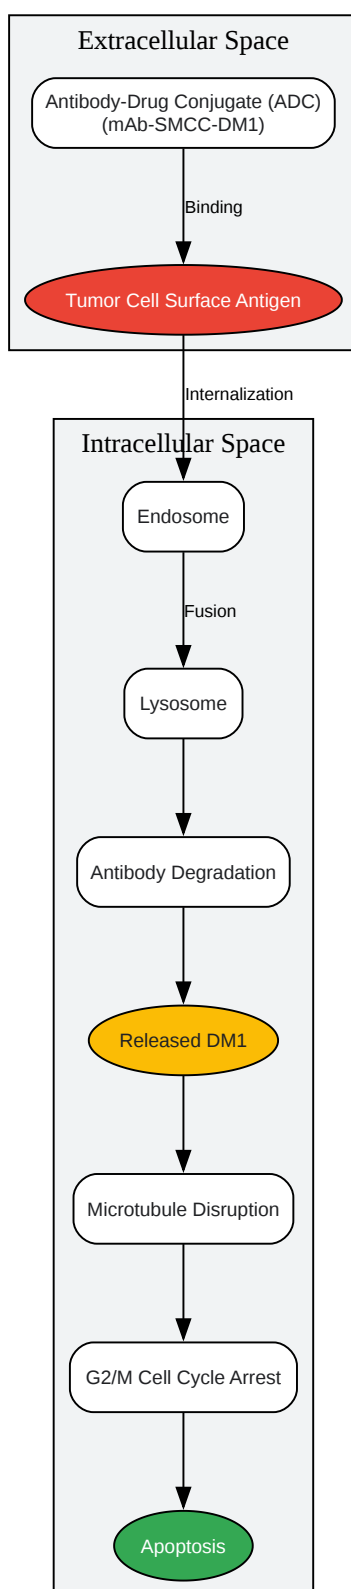 Extracellular Space
Antibody-Drug Conjugate (ADC)
(mAb-SMCC-DM1)
Binding
Tumor Cell Surface Antigen
Internalization
Intracellular Space
Endosome
Fusion
Lysosome
Antibody Degradation
Released DM1
Microtubule Disruption
G2/M Cell Cycle Arrest
Apoptosis